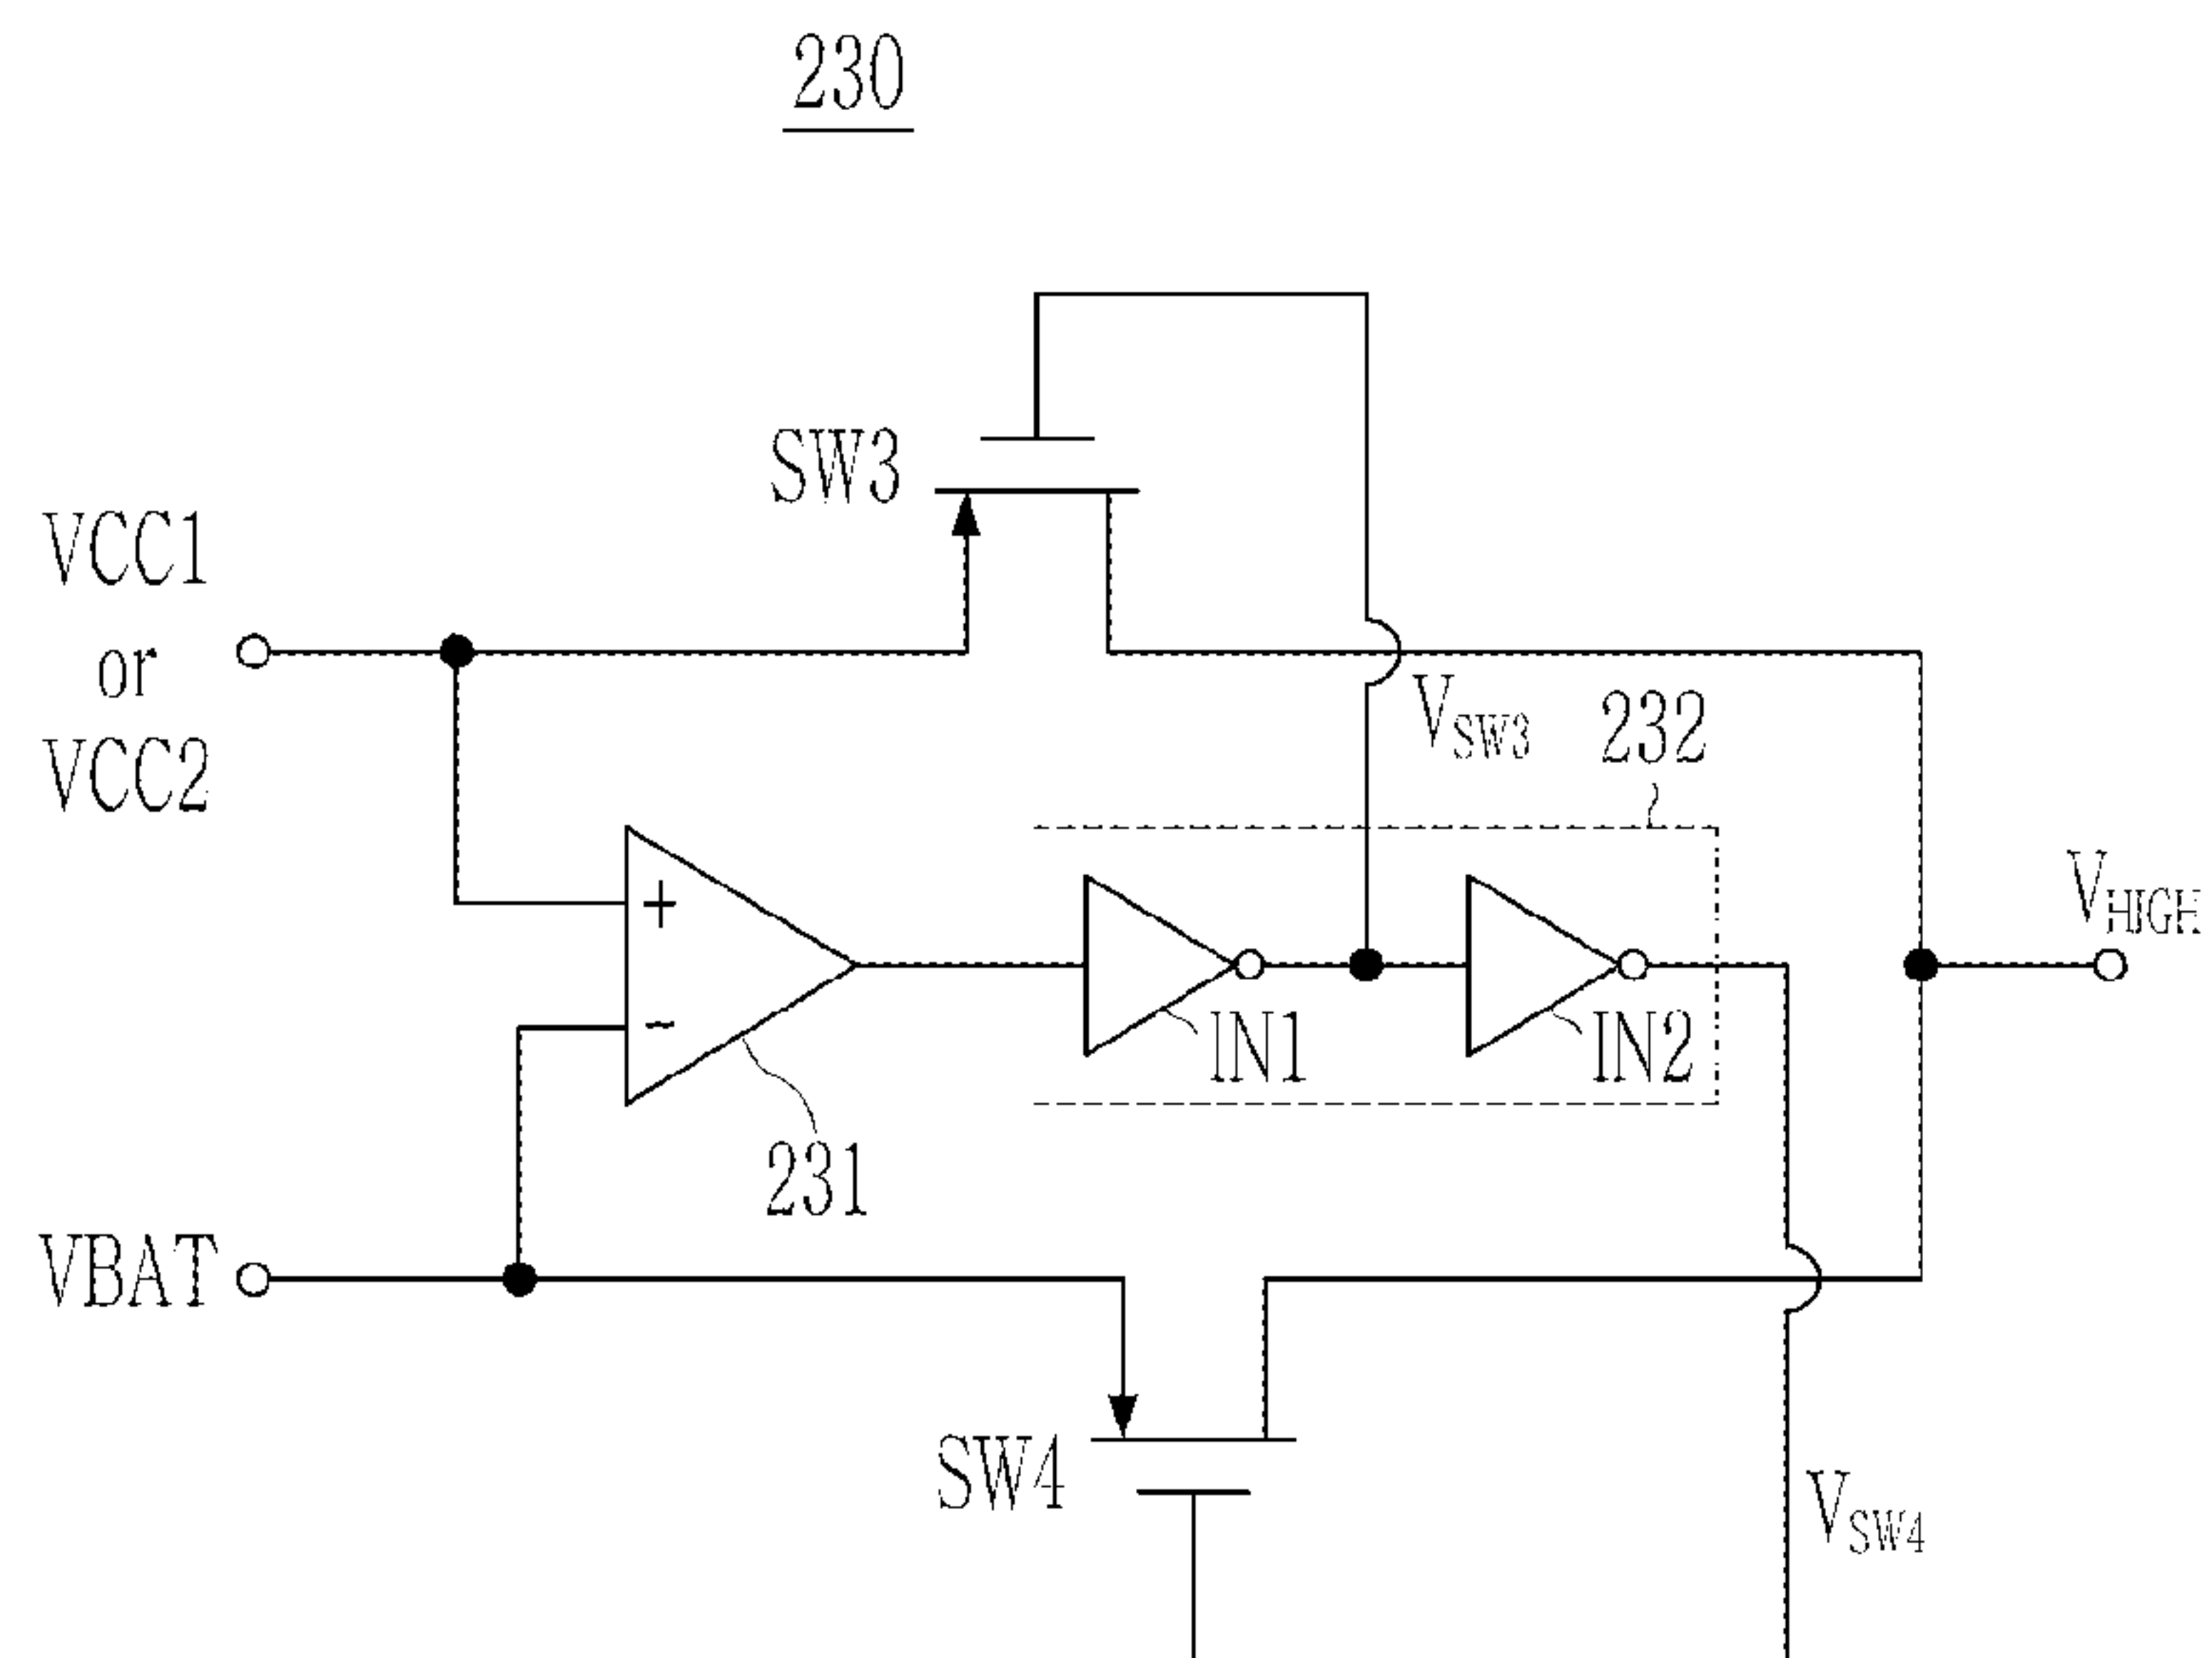 230
SW3
VCC1
or
VCC2
VSW3
232
VHIGH
+
-
IN1
IN2
231
VBAT
SW4
VSW4